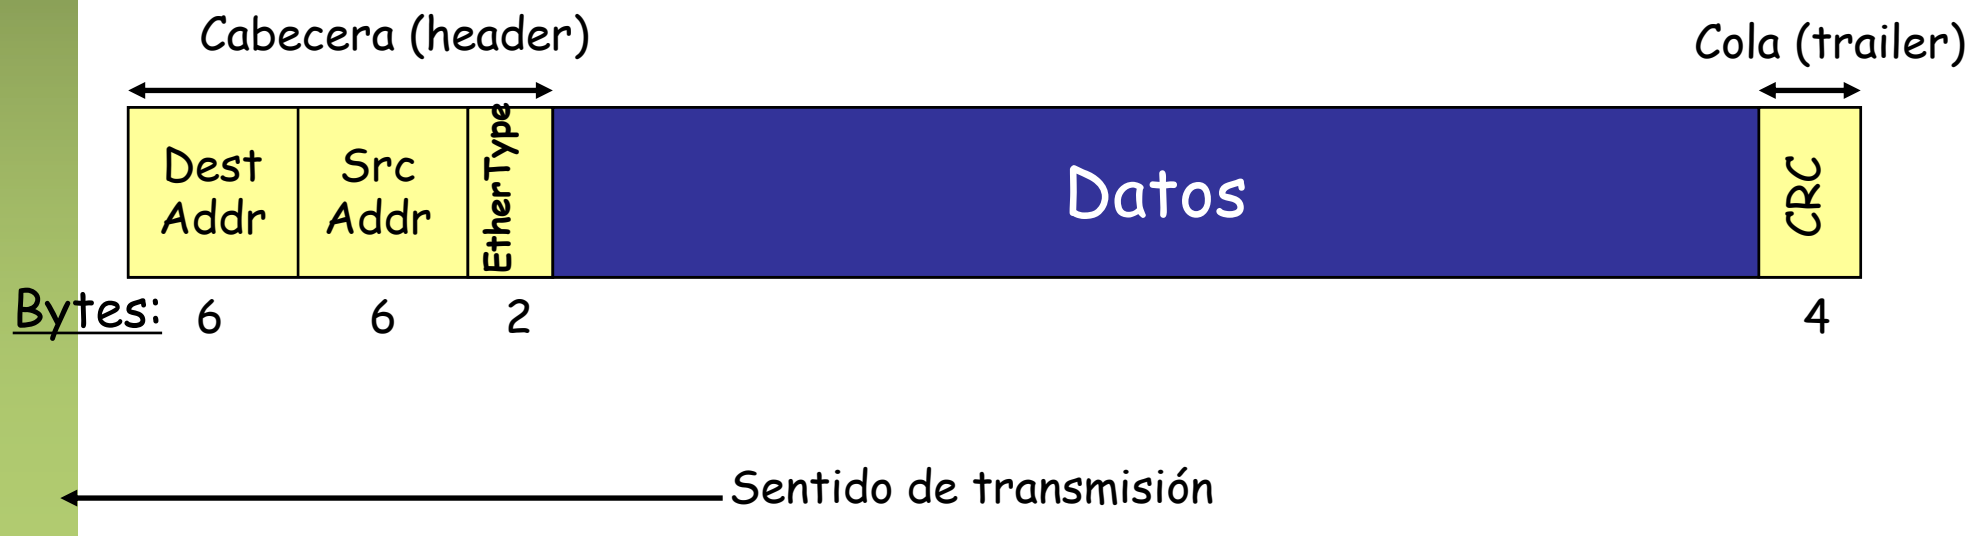 Cabecera (header)
Cola (trailer)
Dest
Addr
Src
Addr
EtherType
Datos
CRC
Bytes:
6
6
2
4
Sentido de transmisión